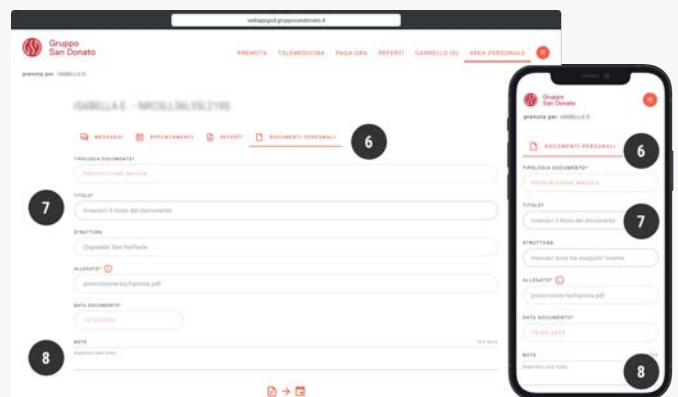 webappgsd.grupposandonato.it
Gruppo
San Donato
PRENOTA TELEMEDICINA PAGA ORA REFERTI CARRELLO (0) AREA PERSONALE
prenota per
MESSAGGI APPUNTAMENTI REFERTI DOCUMENTI PERSONALI
6
TIPOLOGIA DOCUMENTO*
PRESCRIZIONE MEDICA
7
TITOLO*
Inserisci il titolo del documento
STRUTTURA
Ospedale San Raffaele
ALLEGATO*
prescrizione tachipirina.pdf
DATA DOCUMENTO*
8
NOTE
Inserisci una nota
Gruppo
San Donato
prenota per
DOCUMENTI PERSONALI
6
TIPOLOGIA DOCUMENTO*
PRESCRIZIONE MEDICA
TITOLO*
Inserisci il titolo del documento
7
STRUTTURA
Inserisci dove hai eseguito l'esame
ALLEGATO*
prescrizione tachipirina.pdf
DATA DOCUMENTO*
NOTE
Inserisci una nota
8